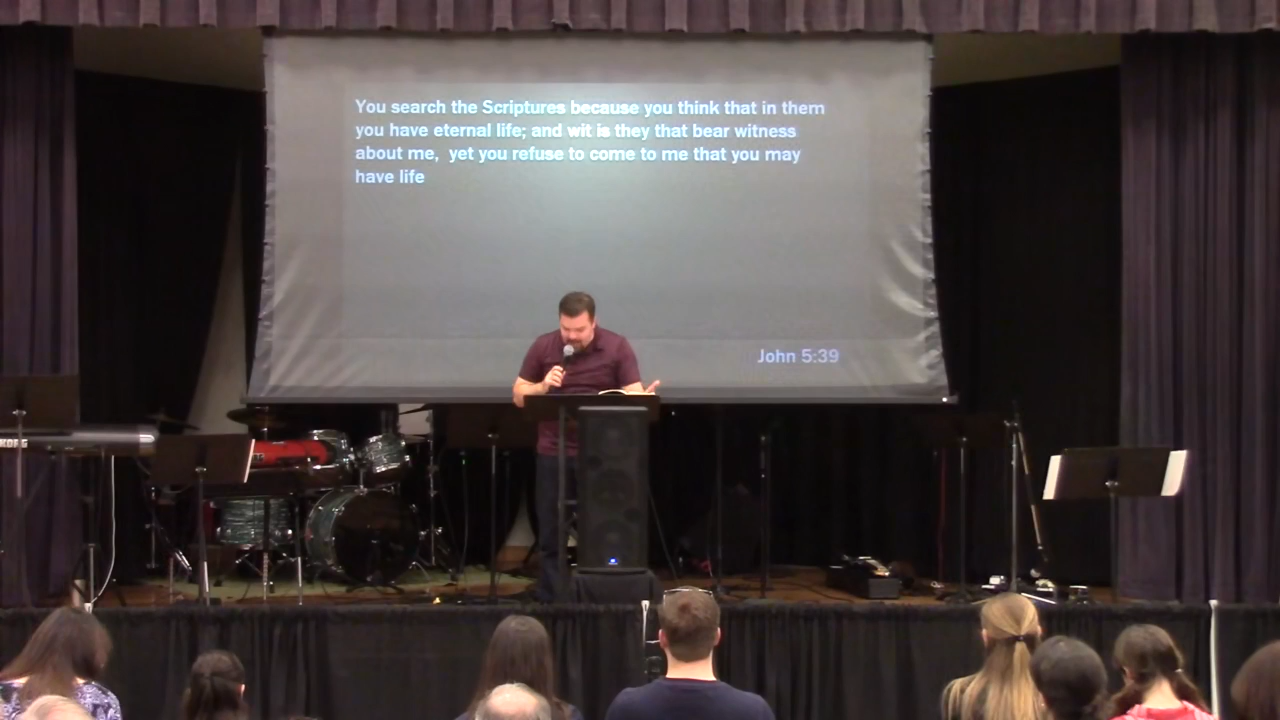 You search the Scriptures because you think that in them
you have eternal life; and wit is they that bear witness
about me,  yet you refuse to come to me that you may
have life
John 5:39
KORG